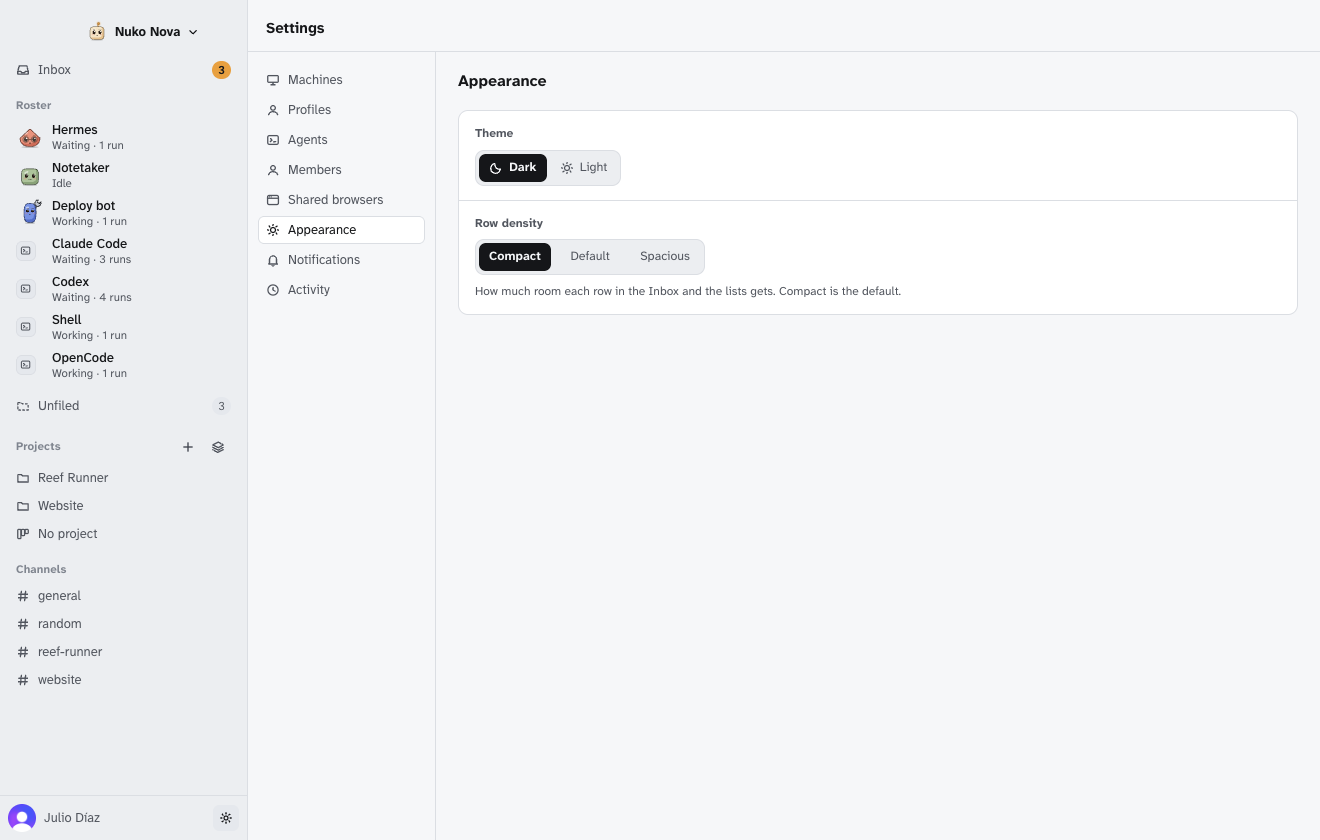 Nuko Nova
Inbox 3
Roster
Hermes
Waiting · 1 run
Notetaker
Idle
Deploy bot
Working · 1 run
Claude Code
Waiting · 3 runs
Codex
Waiting · 4 runs
Shell
Working · 1 run
OpenCode
Working · 1 run
Unfiled 3
Projects
Reef Runner
Website
No project
Channels
# general
# random
# reef-runner
# website
Julio Díaz
Settings
Machines
Profiles
Agents
Members
Shared browsers
Appearance
Notifications
Activity
Appearance
Theme
Dark Light
Row density
Compact Default Spacious
How much room each row in the Inbox and the lists gets. Compact is the default.